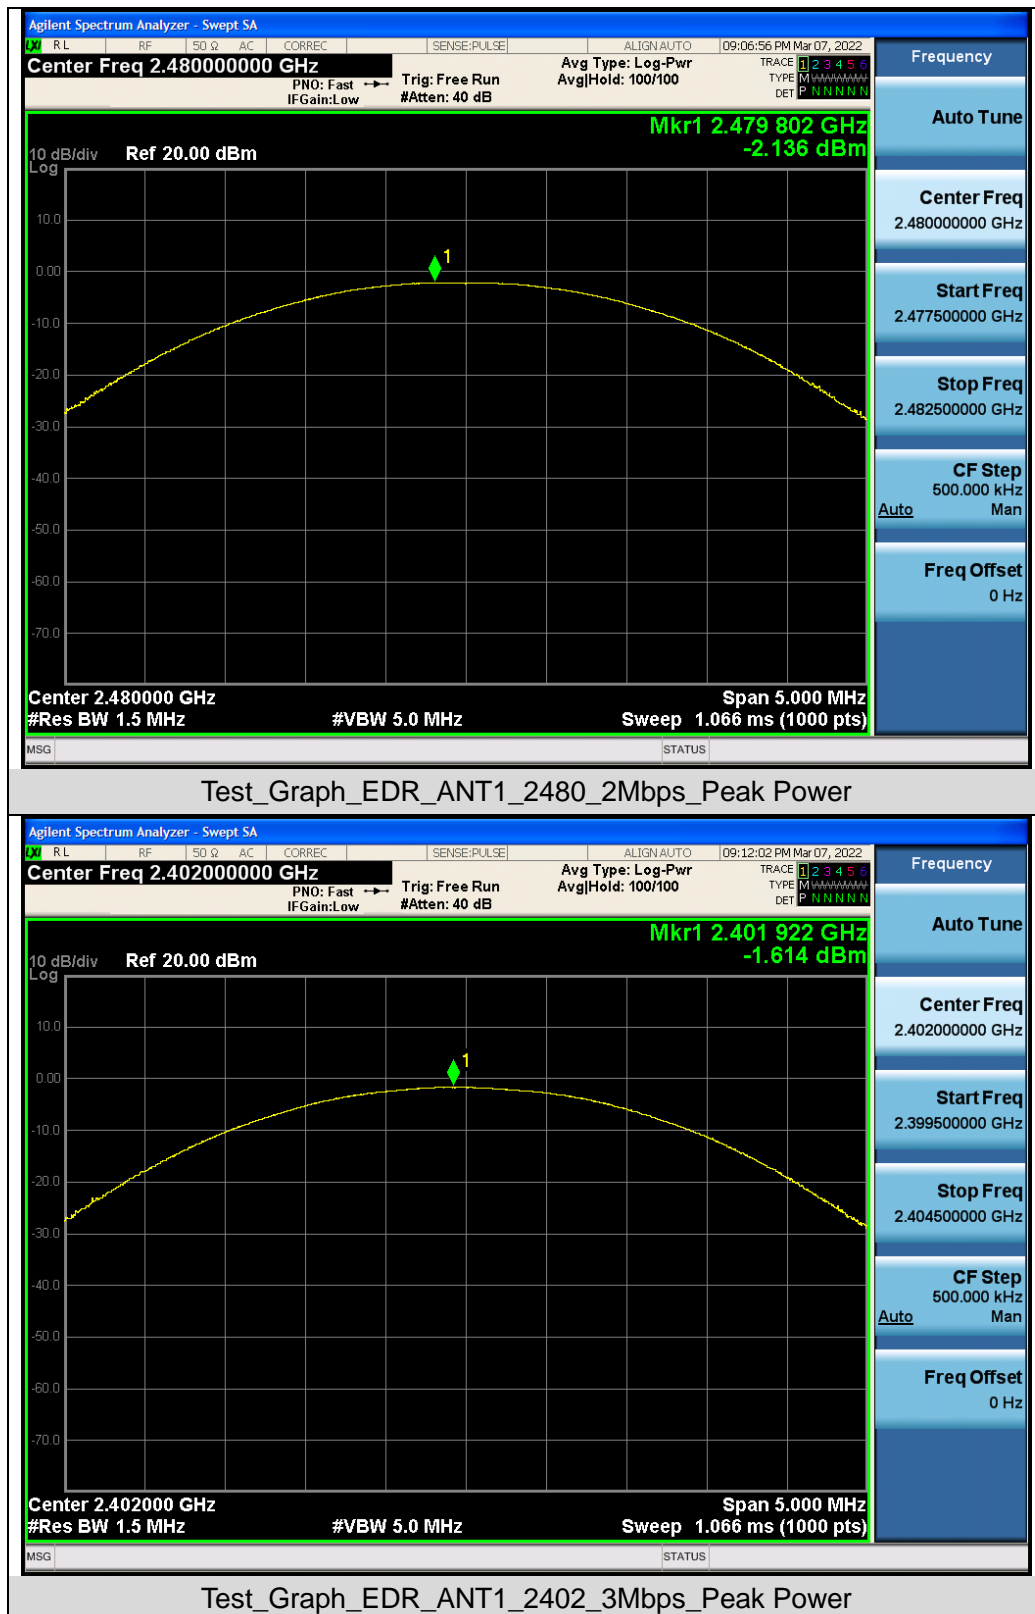 Agilent Spectrum Analyzer - Swept SA
LXI RL RF 50 Ω AC CORREC SENSE:PULSE ALIGN AUTO 09:06:56 PM Mar 07, 2022
Center Freq 2.480000000 GHz
PNO: Fast
IFGain:Low
Trig: Free Run
#Atten: 40 dB
Avg Type: Log-Pwr
Avg|Hold: 100/100
TRACE 1 2 3 4 5 6
TYPE M
DET P N N N N N
Frequency
Auto Tune
Center Freq
2.480000000 GHz
Start Freq
2.477500000 GHz
Stop Freq
2.482500000 GHz
CF Step
500.000 kHz
Auto Man
Freq Offset
0 Hz
Mkr1 2.479 802 GHz
-2.136 dBm
10 dB/div Ref 20.00 dBm
Log
10.0
1
0.00
-10.0
-20.0
-30.0
-40.0
-50.0
-60.0
-70.0
Center 2.480000 GHz Span 5.000 MHz
#Res BW 1.5 MHz #VBW 5.0 MHz Sweep 1.066 ms (1000 pts)
MSG STATUS
Test_Graph_EDR_ANT1_2480_2Mbps_Peak Power
Agilent Spectrum Analyzer - Swept SA
LXI RL RF 50 Ω AC CORREC SENSE:PULSE ALIGN AUTO 09:12:02 PM Mar 07, 2022
Center Freq 2.402000000 GHz
PNO: Fast
IFGain:Low
Trig: Free Run
#Atten: 40 dB
Avg Type: Log-Pwr
Avg|Hold: 100/100
TRACE 1 2 3 4 5 6
TYPE M
DET P N N N N N
Frequency
Auto Tune
Center Freq
2.402000000 GHz
Start Freq
2.399500000 GHz
Stop Freq
2.404500000 GHz
CF Step
500.000 kHz
Auto Man
Freq Offset
0 Hz
Mkr1 2.401 922 GHz
-1.614 dBm
10 dB/div Ref 20.00 dBm
Log
10.0
1
0.00
-10.0
-20.0
-30.0
-40.0
-50.0
-60.0
-70.0
Center 2.402000 GHz Span 5.000 MHz
#Res BW 1.5 MHz #VBW 5.0 MHz Sweep 1.066 ms (1000 pts)
MSG STATUS
Test_Graph_EDR_ANT1_2402_3Mbps_Peak Power